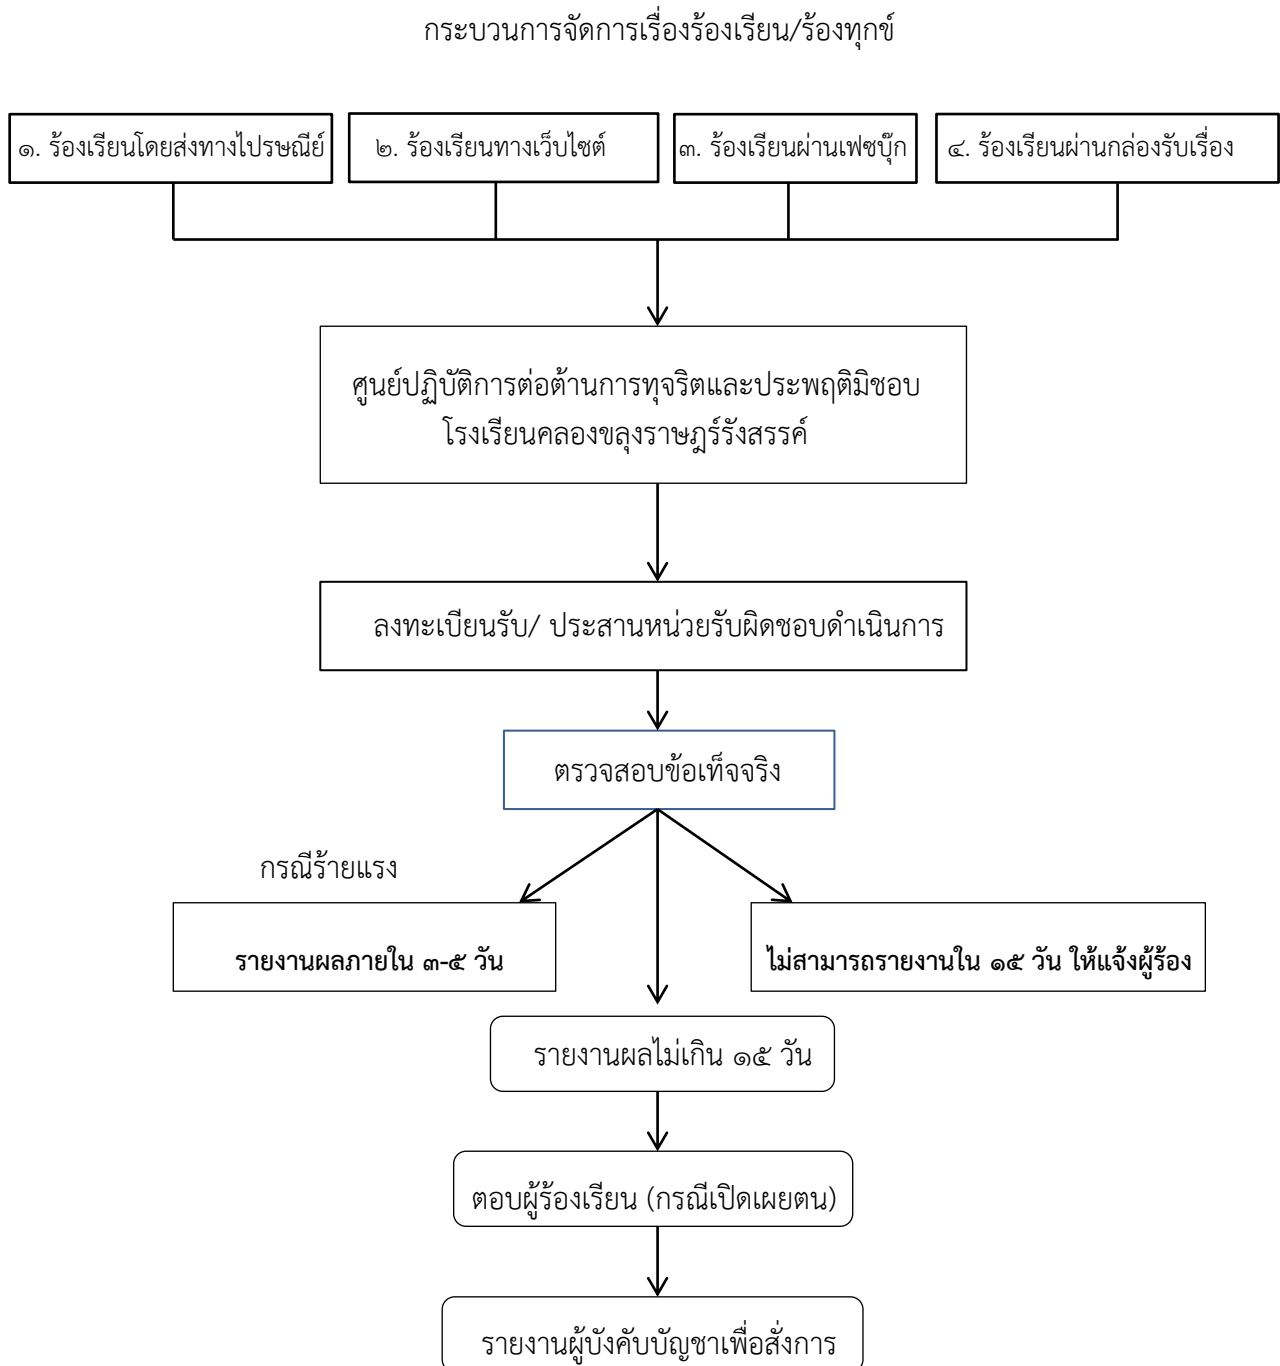 กระบวนการจัดการเรื่องร้องเรียน/ร้องทุกข์
๑. ร้องเรียนโดยส่งทางไปรษณีย์
๒. ร้องเรียนทางเว็บไซต์
๓. ร้องเรียนผ่านเฟซบุ๊ก
๔. ร้องเรียนผ่านกล่องรับเรื่อง
ศูนย์ปฏิบัติการต่อต้านการทุจริตและประพฤติมิชอบ
โรงเรียนคลองขลุงราษฎร์รังสรรค์
ลงทะเบียนรับ/ ประสานหน่วยรับผิดชอบดำเนินการ
ตรวจสอบข้อเท็จจริง
กรณีร้ายแรง
รายงานผลภายใน ๓-๕ วัน
ไม่สามารถรายงานใน ๑๕ วัน ให้แจ้งผู้ร้อง
รายงานผลไม่เกิน ๑๕ วัน
ตอบผู้ร้องเรียน (กรณีเปิดเผยตน)
รายงานผู้บังคับบัญชาเพื่อสั่งการ